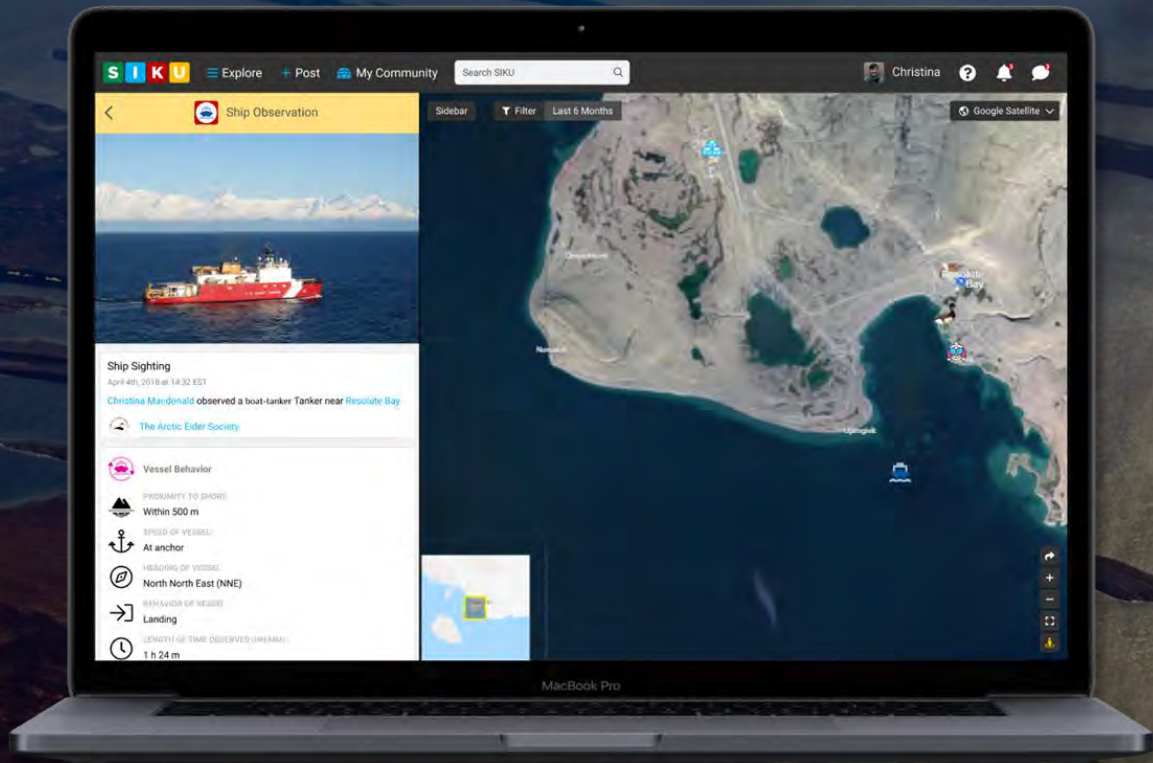 SIKU
Explore
Post
My Community
Search SIKU
Christina
Ship Observation
Sidebar
Filter
Last 6 Months
Google Satellite
Ship Sighting
April 4th, 2018 at 14:32 EST
Christina Macdonald observed a boat-tanker Tanker near Resolute Bay
The Arctic Eider Society
Vessel Behavior
PROXIMITY TO SHORE
Within 500 m
SPEED OF VESSEL
At anchor
HEADING OF VESSEL
North North East (NNE)
BEHAVIOR OF VESSEL
Landing
LENGTH OF TIME OBSERVED (HH:MM)
1 h 24 m
Resolute
Bay
MacBook Pro